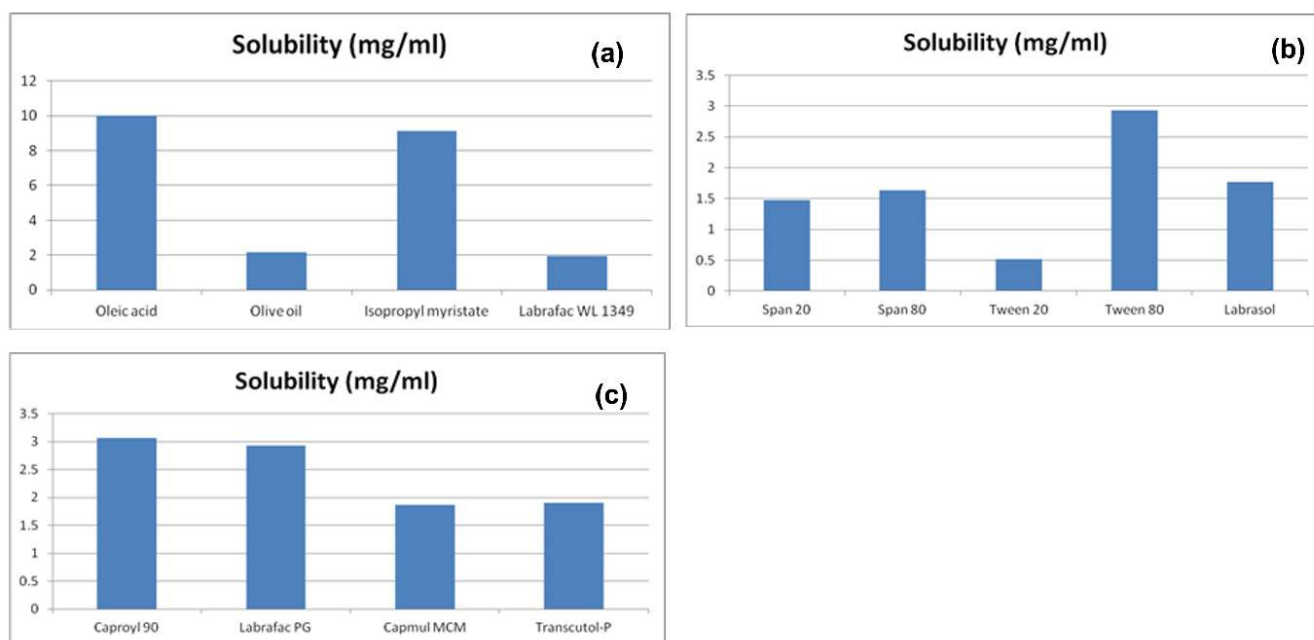 Solubility (mg/ml)
(a)
12
10
8
6
4
2
0
Oleic acid Olive oil Isopropyl myristate Labrafac WL 1349
Solubility (mg/ml)
(b)
3.5
3
2.5
2
1.5
1
0.5
0
Span 20 Span 80 Tween 20 Tween 80 Labrasol
Solubility (mg/ml)
(c)
3.5
3
2.5
2
1.5
1
0.5
0
Caproyl 90 Labrafac PG Capmul MCM Transcutol-P